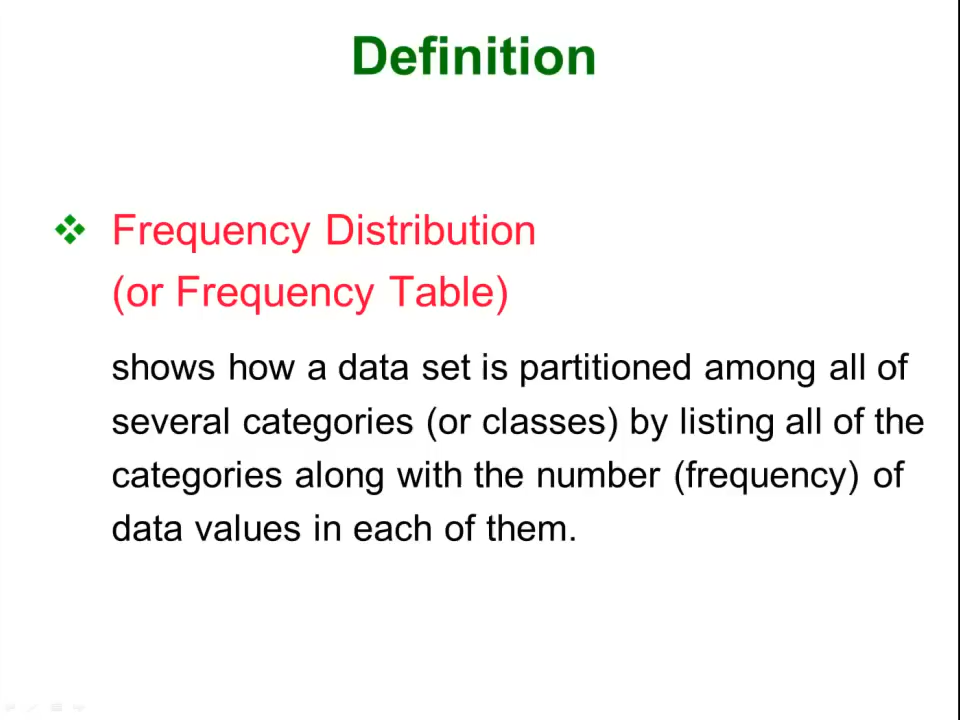 Definition
Frequency Distribution
(or Frequency Table)
shows how a data set is partitioned among all of
several categories (or classes) by listing all of the
categories along with the number (frequency) of
data values in each of them.